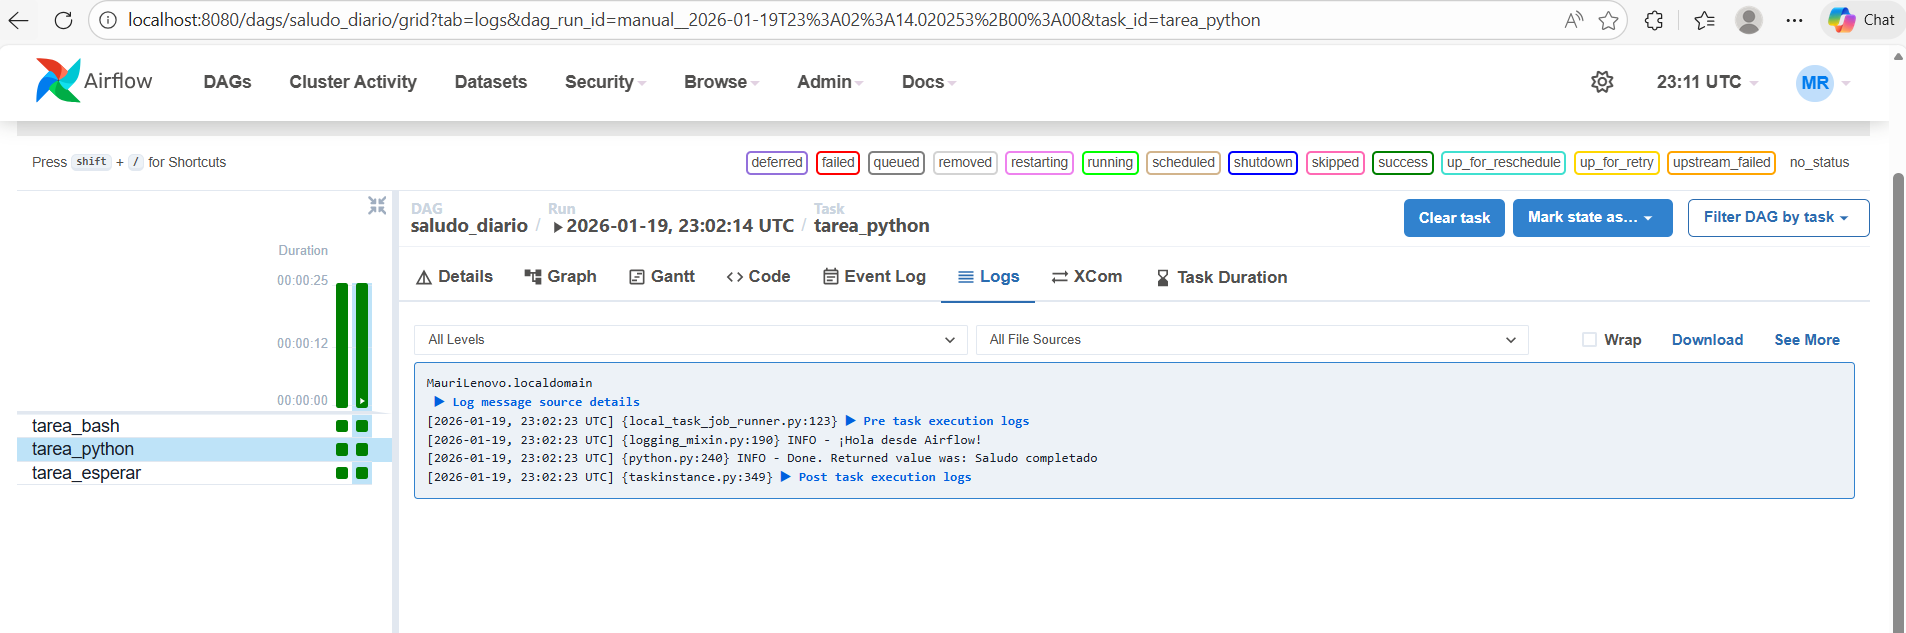 localhost:8080/dags/saludo_diario/grid?tab=logs&dag_run_id=manual__2026-01-19T23%3A02%3A14.020253%2B00%3A00&task_id=tarea_python
Chat
Airflow DAGs Cluster Activity Datasets Security Browse Admin Docs 23:11 UTC MR
Press shift + / for Shortcuts
deferred failed queued removed restarting running scheduled shutdown skipped success up_for_reschedule up_for_retry upstream_failed no_status
DAG Run Task
saludo_diario / 2026-01-19, 23:02:14 UTC / tarea_python
Clear task Mark state as... Filter DAG by task
Duration
00:00:25
00:00:12
00:00:00
tarea_bash
tarea_python
tarea_esperar
Details Graph Gantt Code Event Log Logs XCom Task Duration
All Levels All File Sources Wrap Download See More
MauriLenovo.localdomain
▶ Log message source details
[2026-01-19, 23:02:23 UTC] {local_task_job_runner.py:123} ▶ Pre task execution logs
[2026-01-19, 23:02:23 UTC] {logging_mixin.py:190} INFO - ¡Hola desde Airflow!
[2026-01-19, 23:02:23 UTC] {python.py:240} INFO - Done. Returned value was: Saludo completado
[2026-01-19, 23:02:23 UTC] {taskinstance.py:349} ▶ Post task execution logs